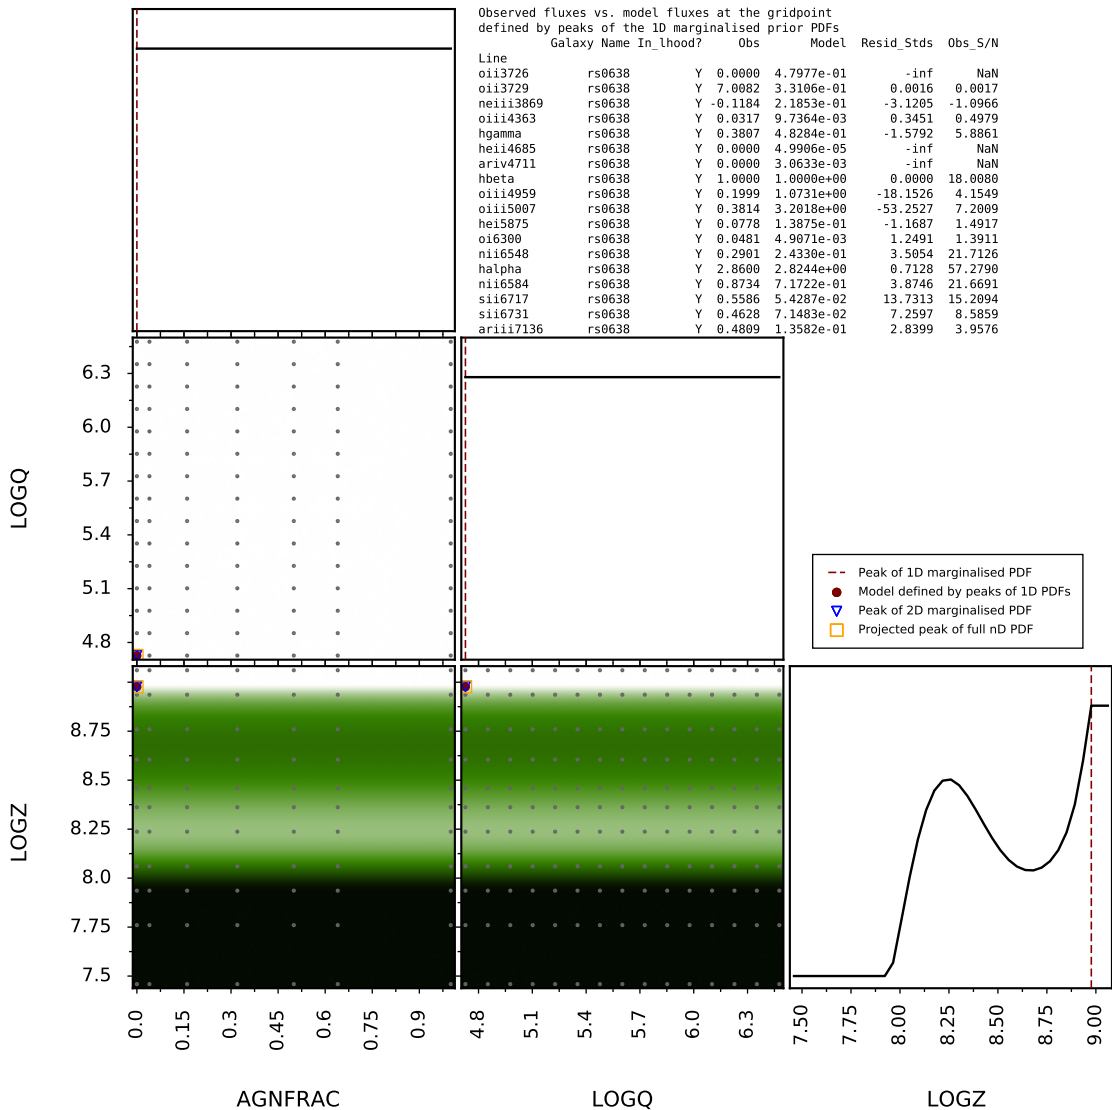 Observed fluxes vs. model fluxes at the gridpoint
defined by peaks of the 1D marginalised prior PDFs
Galaxy Name In_lhood? Obs Model Resid_Stds Obs_S/N
Line
oii3726 rs0638 Y 0.0000 4.7977e-01 -inf NaN
oii3729 rs0638 Y 7.0082 3.3106e-01 0.0016 0.0017
neiii3869 rs0638 Y -0.1184 2.1853e-01 -3.1205 -1.0966
oiii4363 rs0638 Y 0.0317 9.7364e-03 0.3451 0.4979
hgamma rs0638 Y 0.3807 4.8284e-01 -1.5792 5.8861
heii4685 rs0638 Y 0.0000 4.9906e-05 -inf NaN
ariv4711 rs0638 Y 0.0000 3.0633e-03 -inf NaN
hbeta rs0638 Y 1.0000 1.0000e+00 0.0000 18.0080
oiii4959 rs0638 Y 0.1999 1.0731e+00 -18.1526 4.1549
oiii5007 rs0638 Y 0.3814 3.2018e+00 -53.2527 7.2009
hei5875 rs0638 Y 0.0778 1.3875e-01 -1.1687 1.4917
oi6300 rs0638 Y 0.0481 4.9071e-03 1.2491 1.3911
nii6548 rs0638 Y 0.2901 2.4330e-01 3.5054 21.7126
halpha rs0638 Y 2.8600 2.8244e+00 0.7128 57.2790
nii6584 rs0638 Y 0.8734 7.1722e-01 3.8746 21.6691
sii6717 rs0638 Y 0.5586 5.4287e-02 13.7313 15.2094
sii6731 rs0638 Y 0.4628 7.1483e-02 7.2597 8.5859
ariii7136 rs0638 Y 0.4809 1.3582e-01 2.8399 3.9576
6.3
6.0
5.7
5.4
5.1
4.8
LOGQ
Peak of 1D marginalised PDF
Model defined by peaks of 1D PDFs
Peak of 2D marginalised PDF
Projected peak of full nD PDF
8.75
8.5
8.25
8.0
7.75
7.5
LOGZ
0.0 0.15 0.3 0.45 0.6 0.75 0.9
4.8 5.1 5.4 5.7 6.0 6.3
7.50 7.75 8.00 8.25 8.50 8.75 9.00
AGNFRAC LOGQ LOGZ